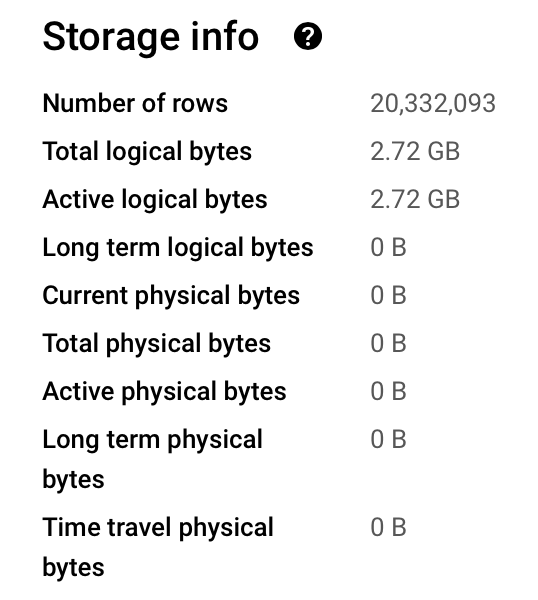 Storage info ?
Number of rows 20,332,093
Total logical bytes 2.72 GB
Active logical bytes 2.72 GB
Long term logical bytes 0 B
Current physical bytes 0 B
Total physical bytes 0 B
Active physical bytes 0 B
Long term physical 0 B
bytes
Time travel physical 0 B
bytes